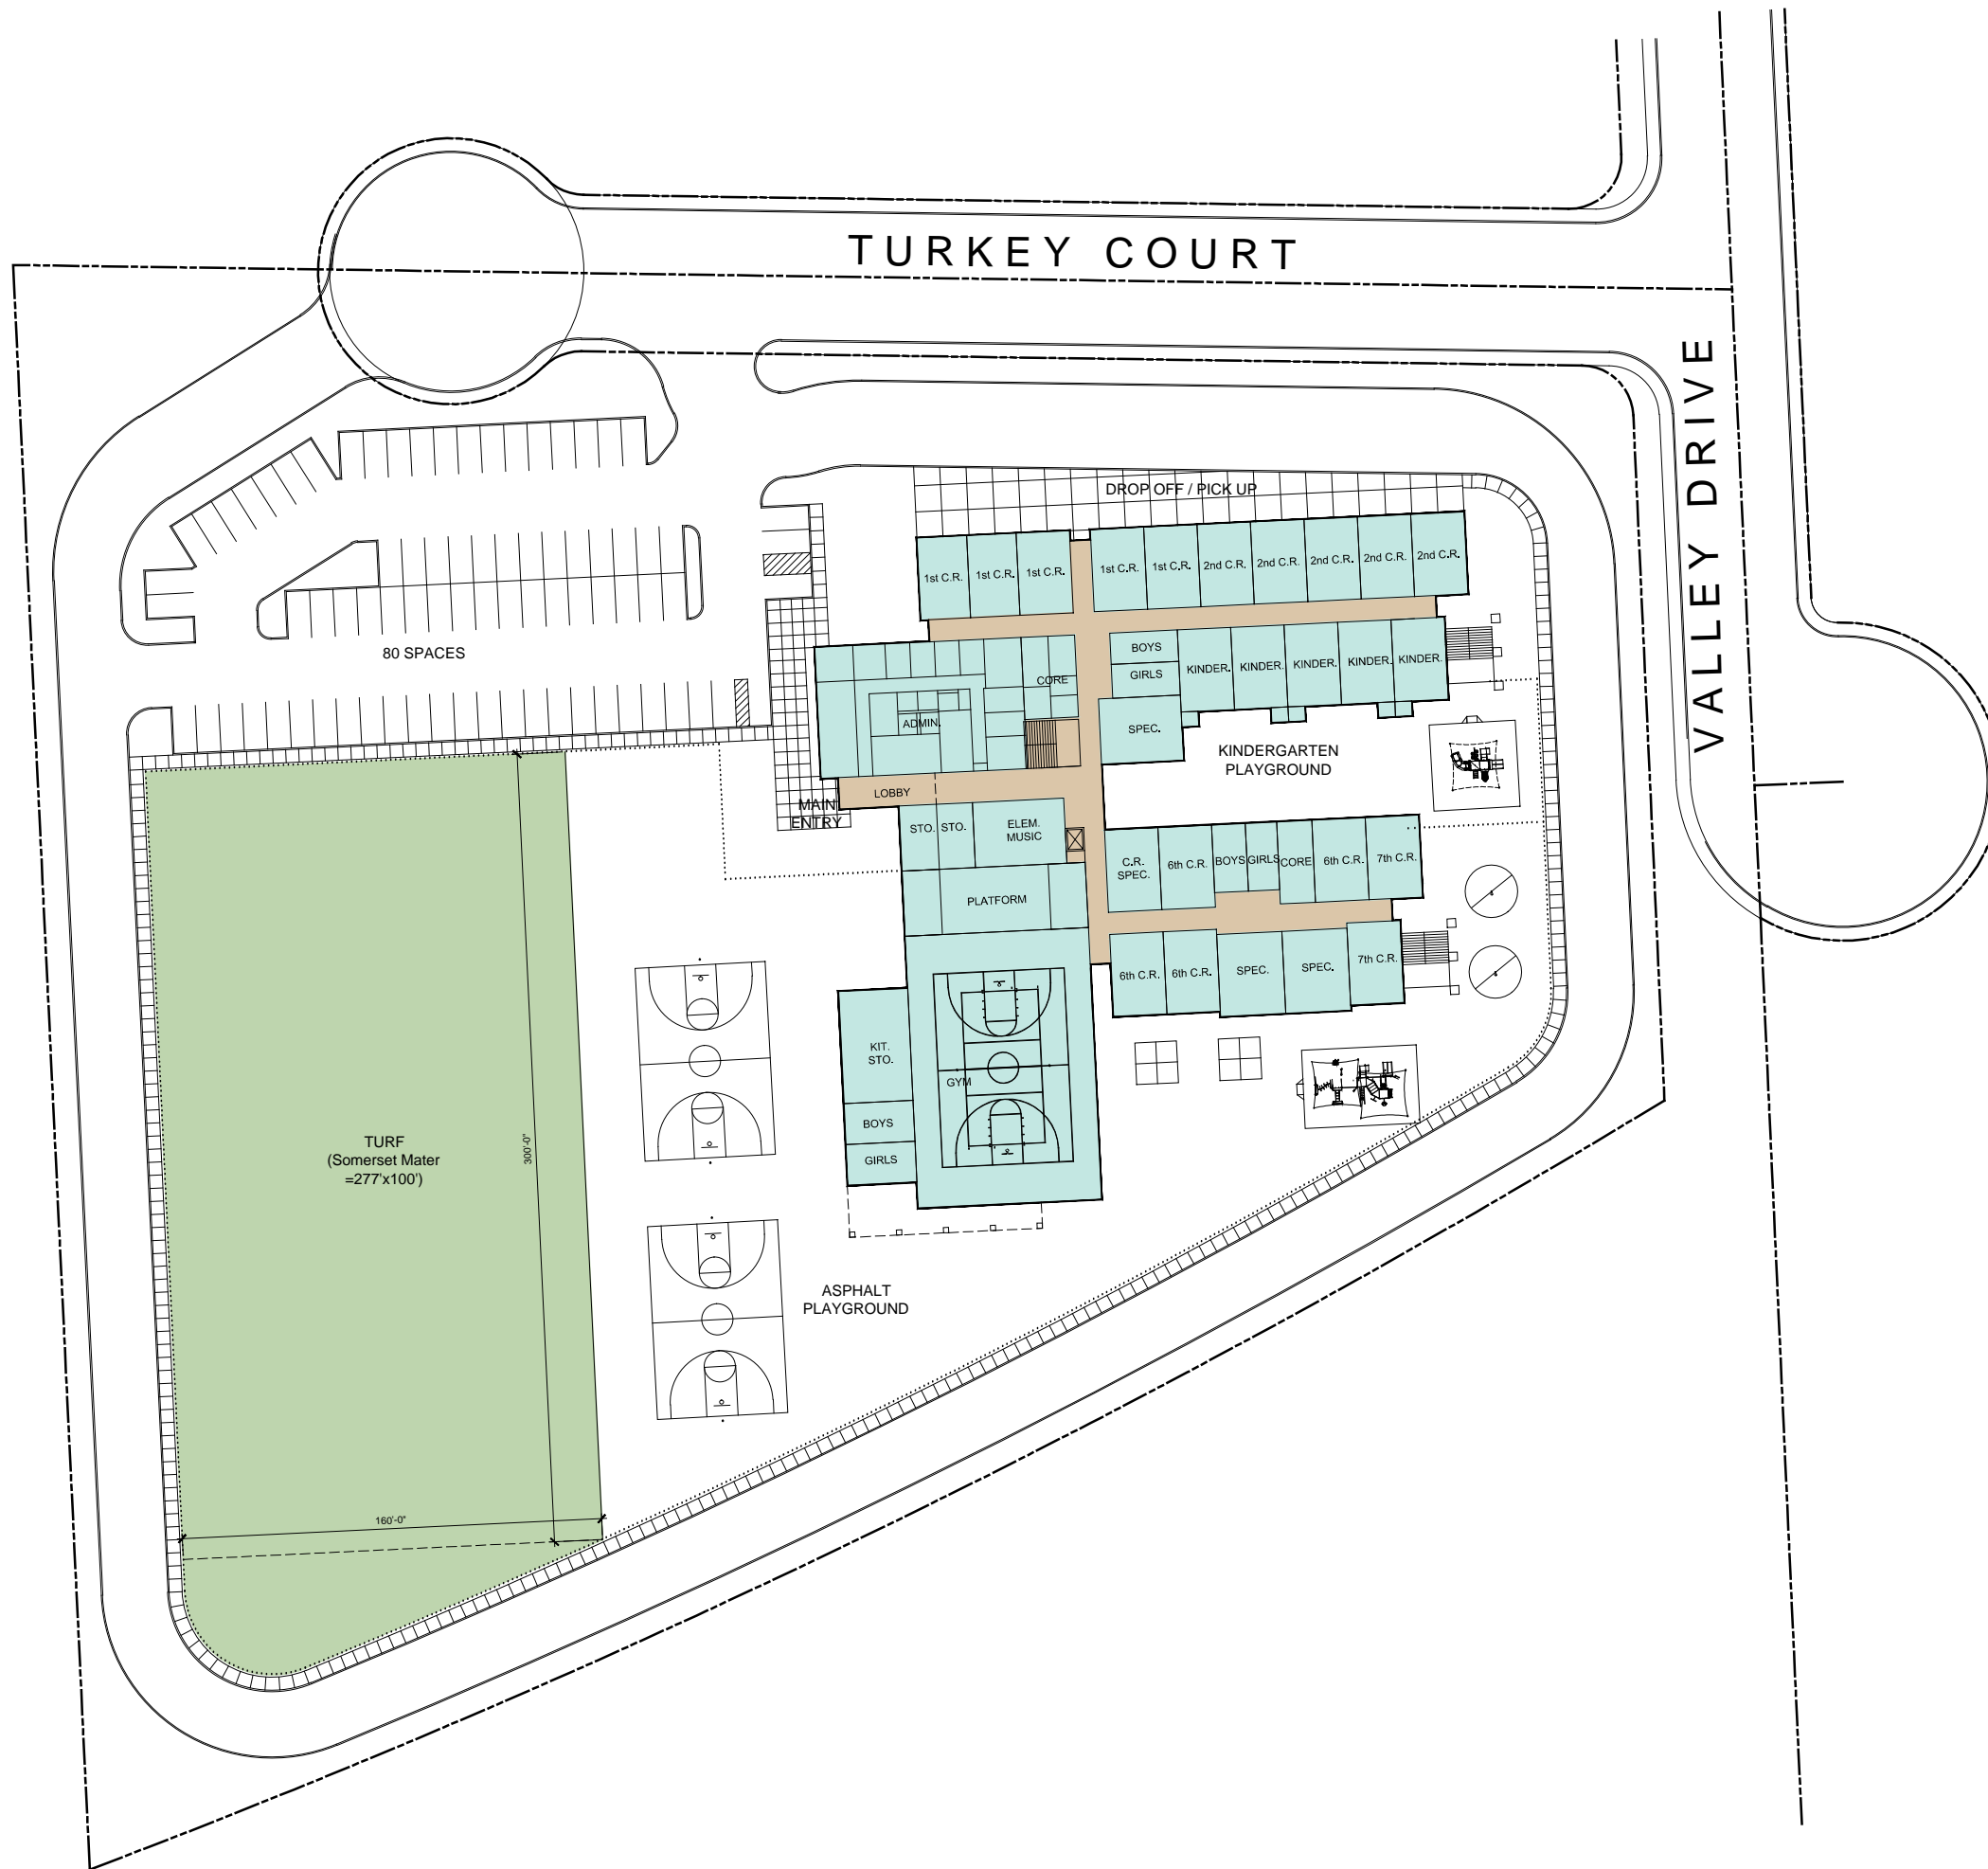 TURKEY COURT
VALLEY DRIVE
DROP OFF / PICK UP
1st C.R.
1st C.R.
1st C.R.
1st C.R.
1st C.R.
2nd C.R.
2nd C.R.
2nd C.R.
2nd C.R.
2nd C.R.
80 SPACES
BOYS
GIRLS
KINDER.
KINDER.
KINDER.
KINDER.
KINDER.
CORE
ADMIN.
SPEC.
KINDERGARTEN
PLAYGROUND
LOBBY
MAIN
ENTRY
STO.
STO.
ELEM.
MUSIC
C.R.
SPEC.
6th C.R.
BOYS
GIRLS
CORE
6th C.R.
7th C.R.
PLATFORM
6th C.R.
6th C.R.
SPEC.
SPEC.
7th C.R.
KIT.
STO.
GYM
BOYS
GIRLS
TURF
(Somerset Mater
=277'x100')
300'-0"
ASPHALT
PLAYGROUND
160'-0"